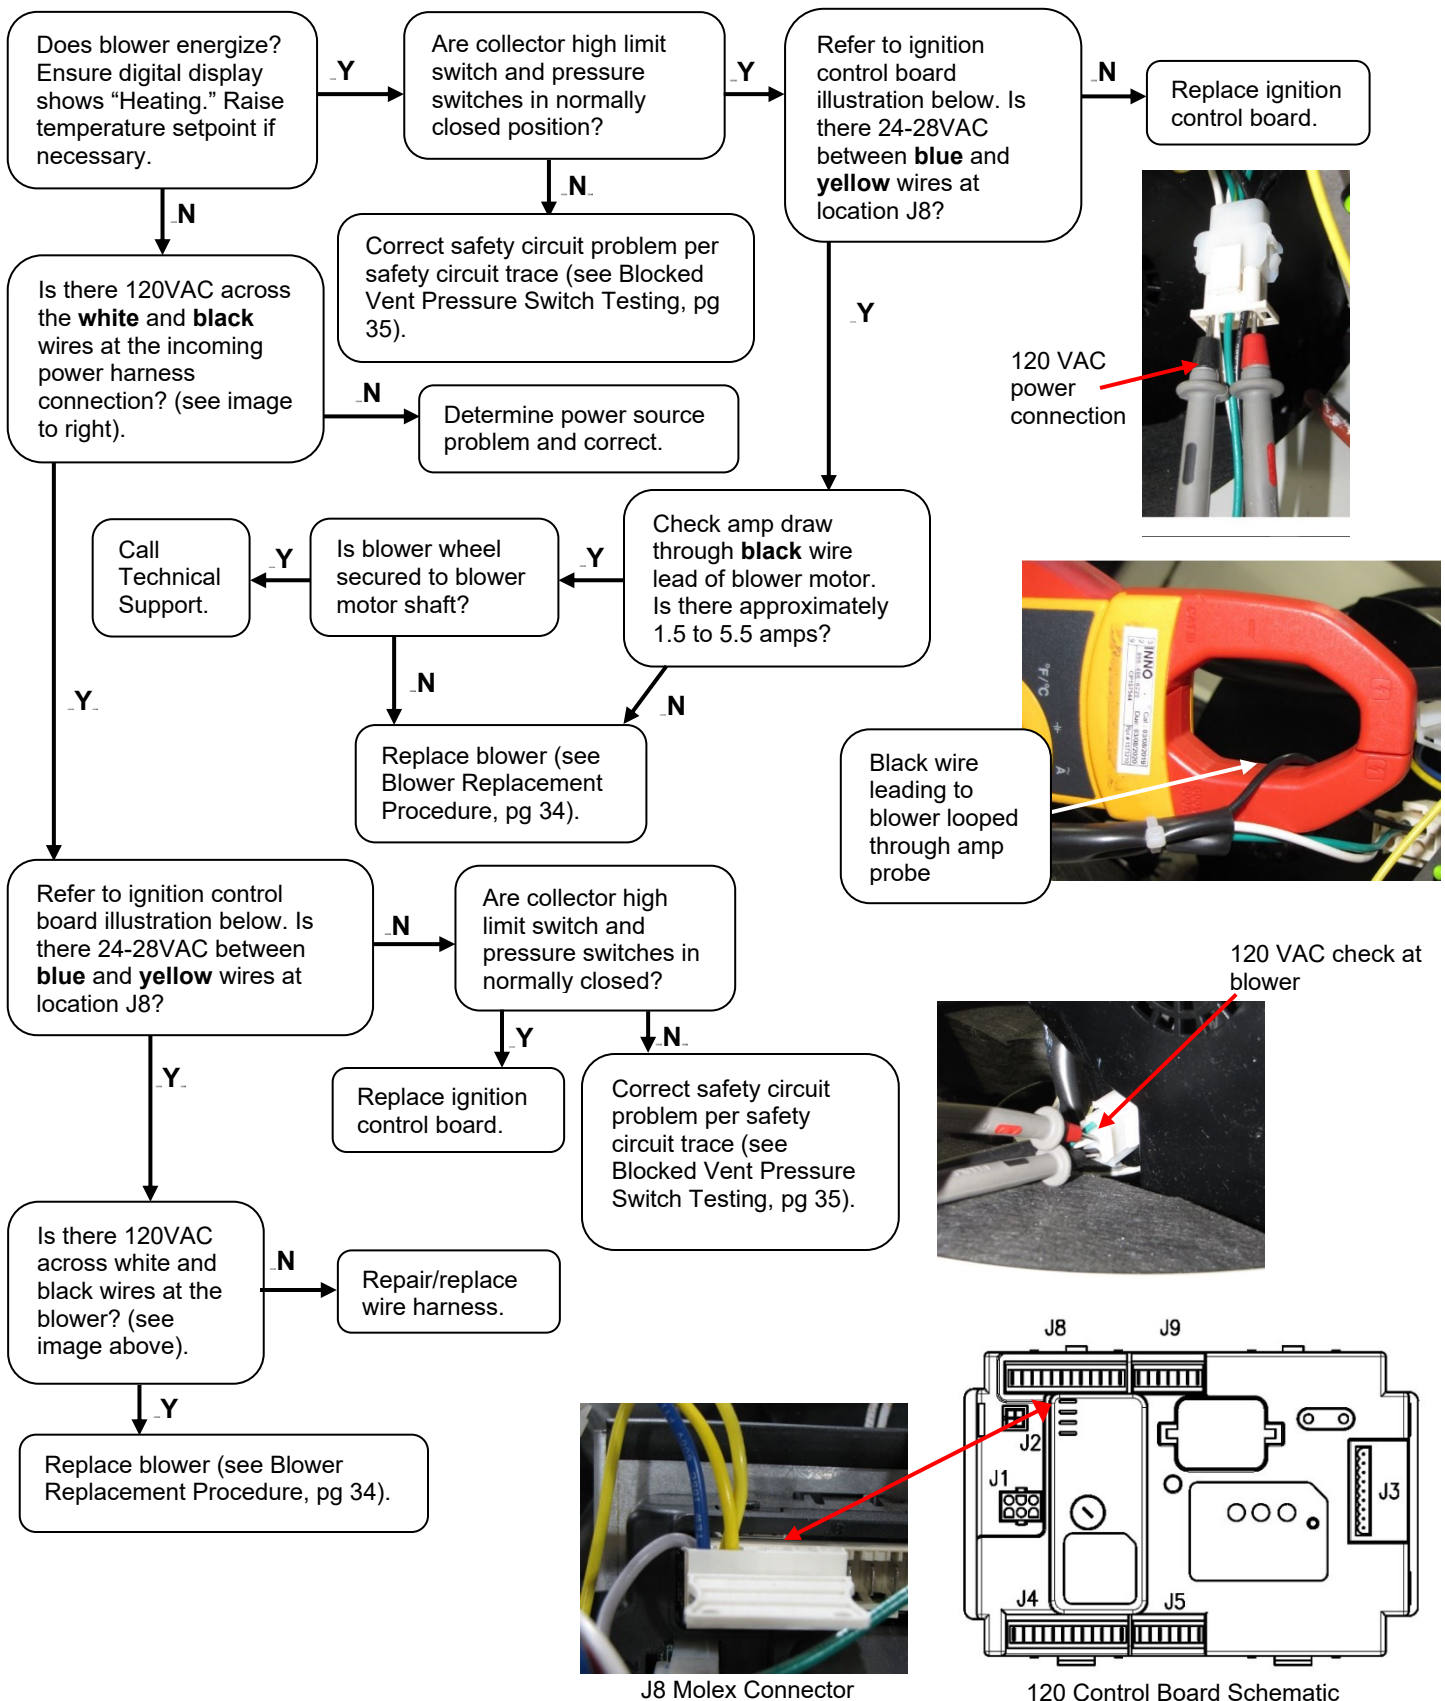 Does blower energize?
Ensure digital display
shows “Heating.” Raise
temperature setpoint if
necessary.
Y
Are collector high limit
switch and pressure
switches in normally
closed position?
Y
Refer to ignition
control board
illustration below. Is
there 24-28VAC
between blue and
yellow wires at
location J8?
N
Replace ignition
control board.
N
N
Correct safety circuit problem per
safety circuit trace (see Blocked
Vent Pressure Switch Testing, pg
35).
Y
Is there 120VAC across
the white and black
wires at the incoming
power harness
connection? (see image
to right).
N
Determine power source
problem and correct.
120 VAC
power
connection
Check amp draw
through black wire
lead of blower motor.
Is there approximately
1.5 to 5.5 amps?
Y
Is blower wheel
secured to blower
motor shaft?
Y
Call
Technical
Support.
N
N
Y
Replace blower (see
Blower Replacement
Procedure, pg 34).
INNO
°F/°C
Black wire
leading to
blower looped
through amp
probe
Refer to ignition control
board illustration below. Is
there 24-28VAC between
blue and yellow wires at
location J8?
N
Are collector high
limit switch and
pressure switches in
normally closed?
120 VAC check at
blower
Y
N
Y
Replace ignition
control board.
Correct safety circuit
problem per safety
circuit trace (see
Blocked Vent Pressure
Switch Testing, pg 35).
Is there 120VAC
across white and
black wires at the
blower? (see
image above).
N
Repair/replace
wire harness.
Y
Replace blower (see Blower
Replacement Procedure, pg 34).
J8
J9
J2
J1
J3
J4
J5
J8 Molex Connector
120 Control Board Schematic